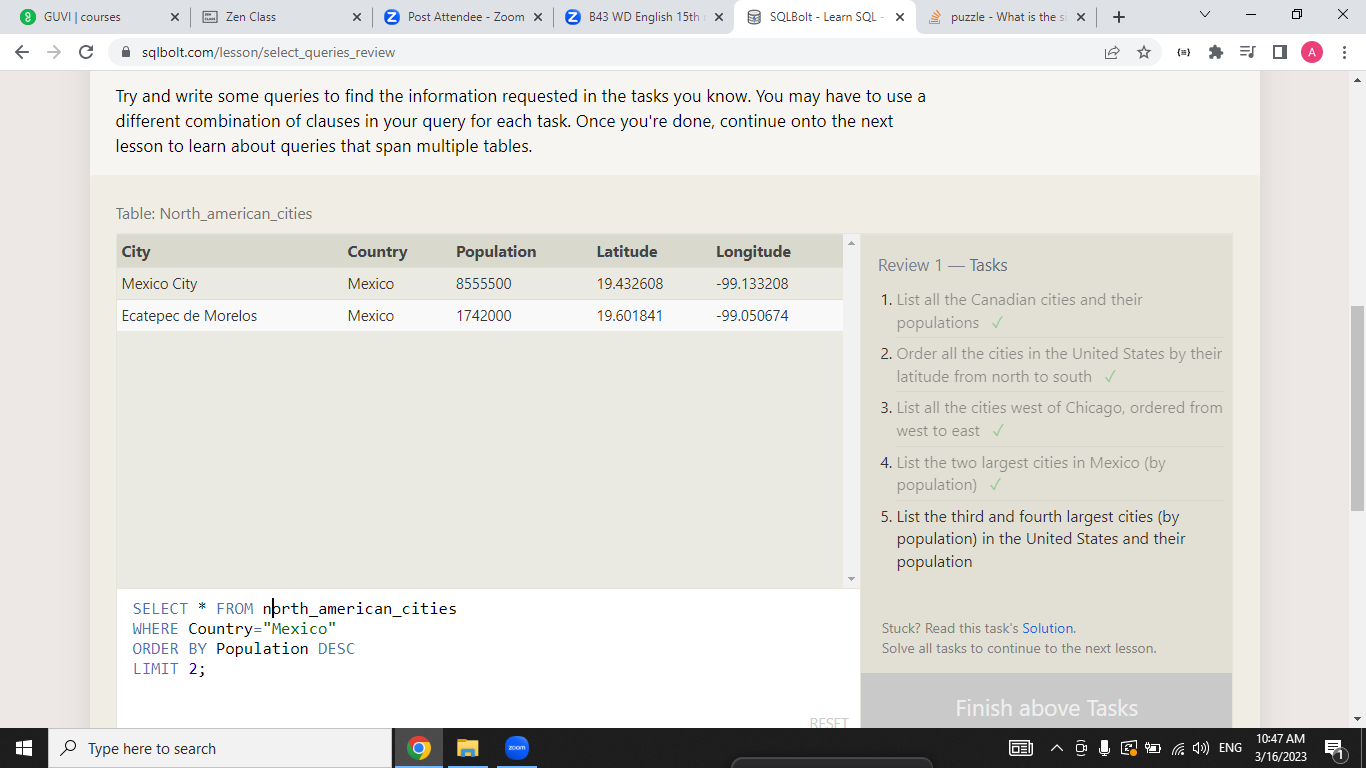 GUVI | courses
Zen Class
Post Attendee - Zoom
B43 WD English 15th
SQLBolt - Learn SQL -
puzzle - What is the
sqlbolt.com/lesson/select_queries_review
A
Try and write some queries to find the information requested in the tasks you know. You may have to use a
different combination of clauses in your query for each task. Once you're done, continue onto the next
lesson to learn about queries that span multiple tables.
Table: North_american_cities
City Country Population Latitude Longitude
Mexico City Mexico 8555500 19.432608 -99.133208
Ecatepec de Morelos Mexico 1742000 19.601841 -99.050674
Review 1 — Tasks
1. List all the Canadian cities and their
populations ✓
2. Order all the cities in the United States by their
latitude from north to south ✓
3. List all the cities west of Chicago, ordered from
west to east ✓
4. List the two largest cities in Mexico (by
population) ✓
5. List the third and fourth largest cities (by
population) in the United States and their
population
Stuck? Read this task's Solution.
Solve all tasks to continue to the next lesson.
Finish above Tasks
SELECT * FROM north_american_cities
WHERE Country="Mexico"
ORDER BY Population DESC
LIMIT 2;
RESET
Type here to search
zoom
ENG
10:47 AM
3/16/2023
1